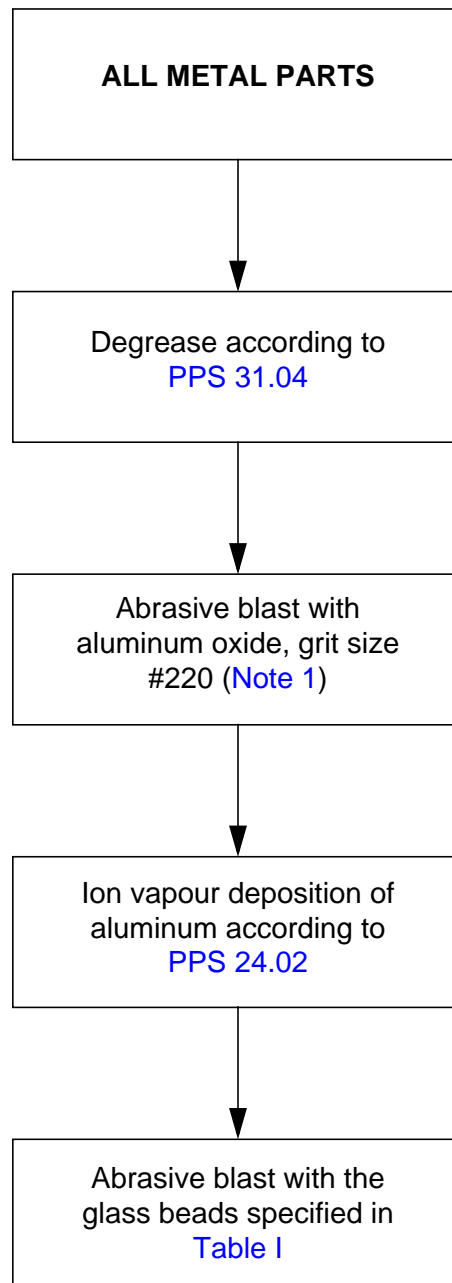 ALL METAL PARTS
Degrease according to
PPS 31.04
Abrasive blast with
aluminum oxide, grit size
#220 (Note 1)
Ion vapour deposition of
aluminum according to
PPS 24.02
Abrasive blast with the
glass beads specified in
Table I